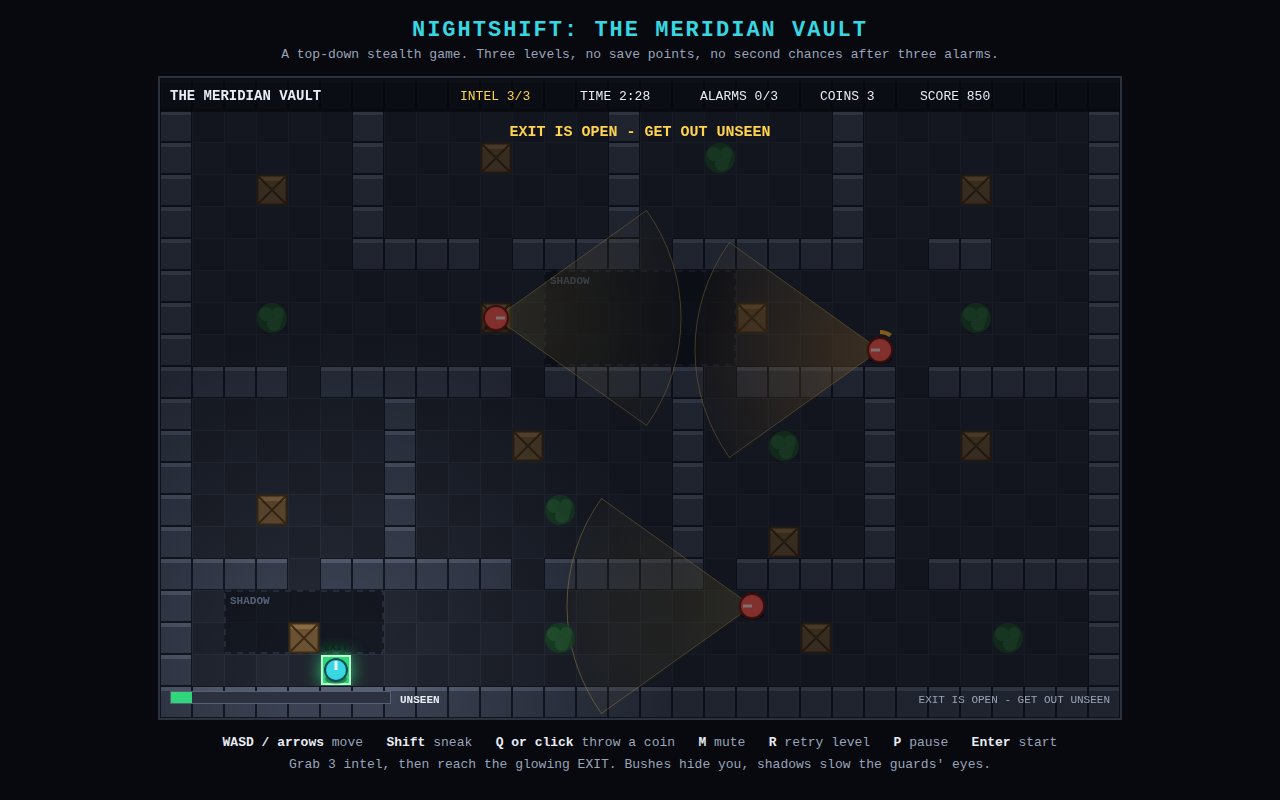 NIGHTSHIFT: THE MERIDIAN VAULT
A top-down stealth game. Three levels, no save points, no second chances after three alarms.
THE MERIDIAN VAULT INTEL 3/3 TIME 2:28 ALARMS 0/3 COINS 3 SCORE 850
EXIT IS OPEN - GET OUT UNSEEN
SHADOW
SHADOW
UNSEEN EXIT IS OPEN - GET OUT UNSEEN
WASD / arrows move Shift sneak Q or click throw a coin M mute R retry level P pause Enter start
Grab 3 intel, then reach the glowing EXIT. Bushes hide you, shadows slow the guards' eyes.